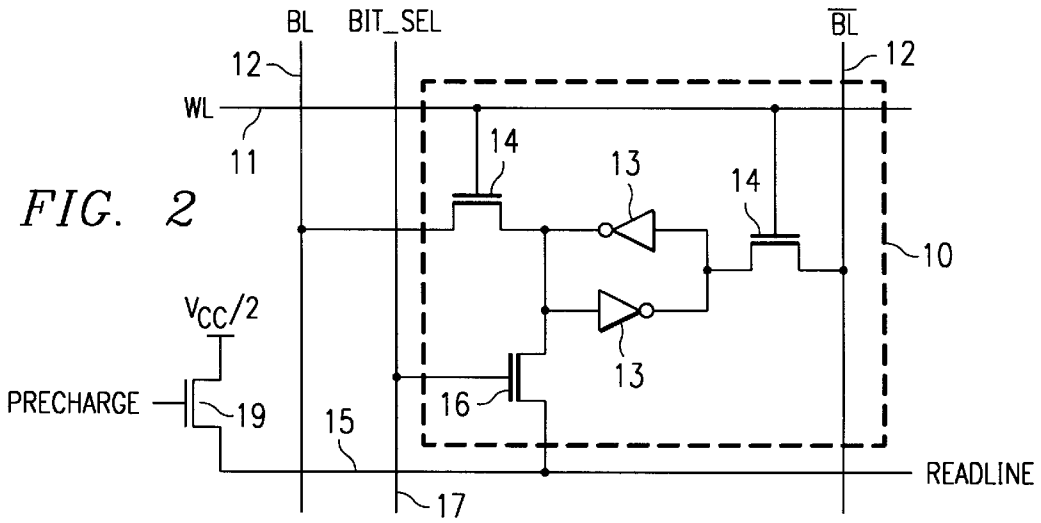 BL BIT_SEL B̅L̅
12 12
WL
11
14 13 14
FIG. 2
10
VCC/2
13
PRECHARGE 19 16
15
READLINE
17